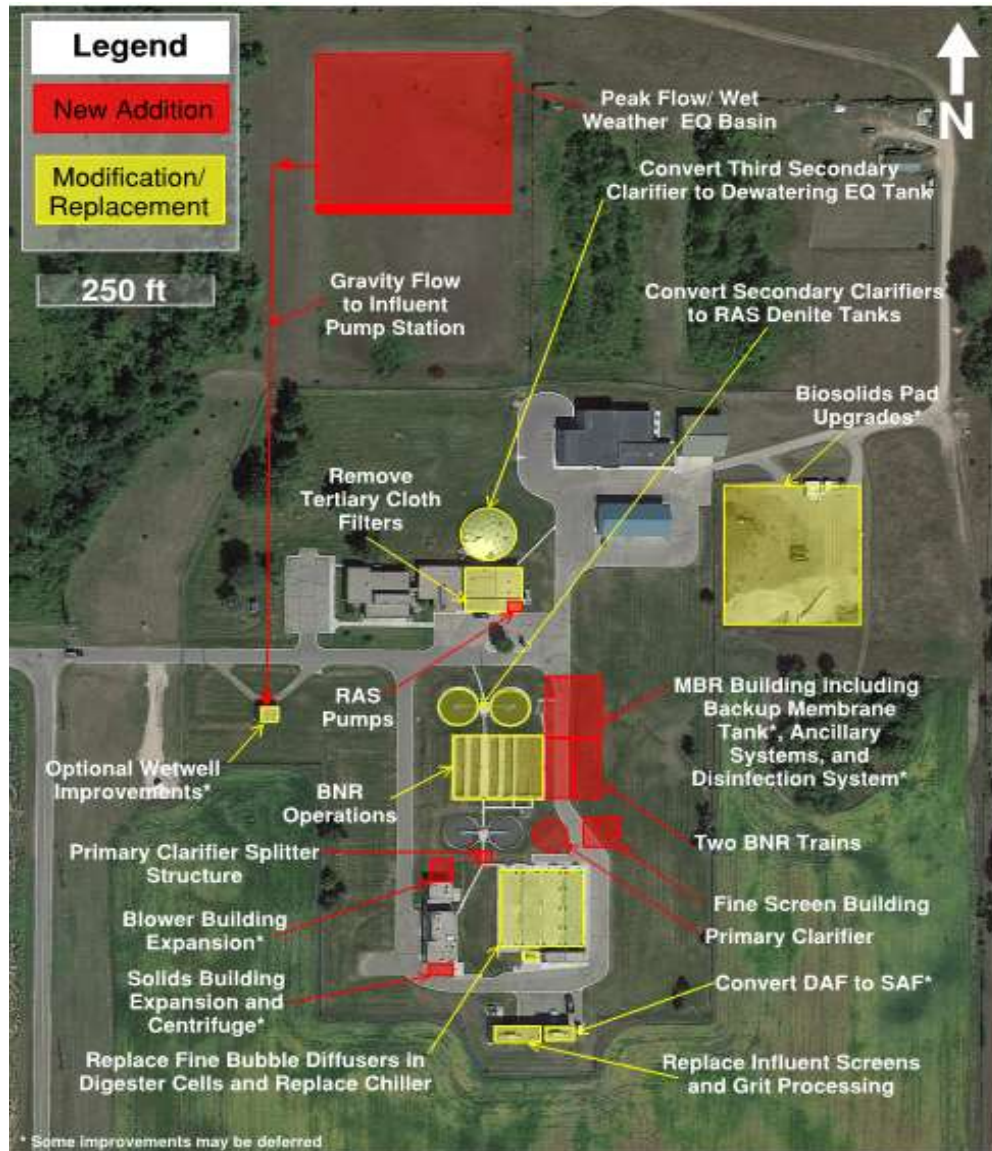 Legend
New Addition
Modification/
Replacement
250 ft
N
Peak Flow/ Wet
Weather EQ Basin
Convert Third Secondary
Clarifier to Dewatering EQ Tank
Gravity Flow
to Influent
Pump Station
Convert Secondary Clarifiers
to RAS Denite Tanks
Biosolids Pad
Upgrades*
Remove
Tertiary Cloth
Filters
RAS
Pumps
MBR Building Including
Backup Membrane
Tank*, Ancillary
Systems, and
Disinfection System*
Optional Wetwell
Improvements*
BNR
Operations
Two BNR Trains
Primary Clarifier Splitter
Structure
Fine Screen Building
Blower Building
Expansion*
Primary Clarifier
Solids Building
Expansion and
Centrifuge*
Convert DAF to SAF*
Replace Fine Bubble Diffusers in
Digester Cells and Replace Chiller
Replace Influent Screens
and Grit Processing
* Some improvements may be deferred